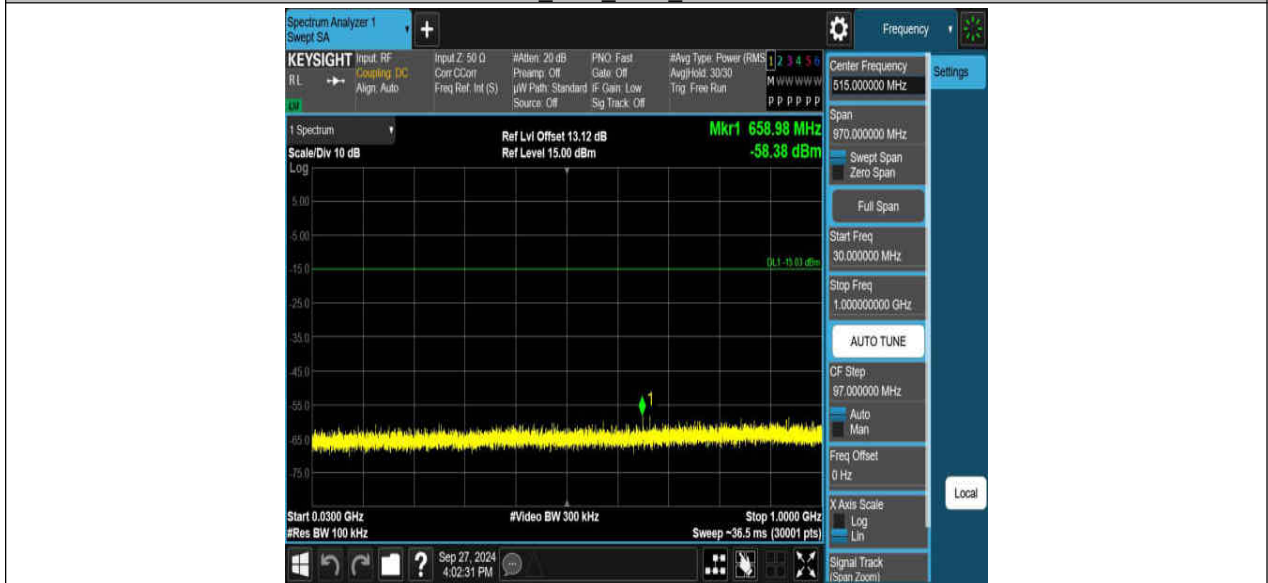 Spectrum Analyzer 1
Swept SA
+
Frequency
KEYSIGHT
RL
Input: RF
Coupling: DC
Align: Auto
Input Z: 50 Ω
Corr CCorr
Freq Ref: Int (S)
#Atten: 20 dB
Preamp: Off
µW Path: Standard
Source: Off
PNO: Fast
Gate: Off
IF Gain: Low
Sig Track: Off
#Avg Type: Power (RMS
Avg|Hold: 30/30
Trig: Free Run
1 2 3 4 5 6
M W W W W W
P P P P P P
Settings
Center Frequency
515.000000 MHz
Span
970.000000 MHz
Swept Span
Zero Span
Full Span
Start Freq
30.000000 MHz
Stop Freq
1.000000000 GHz
AUTO TUNE
CF Step
97.000000 MHz
Auto
Man
Freq Offset
0 Hz
X Axis Scale
Log
Lin
Signal Track
(Span Zoom)
Local
1 Spectrum
Scale/Div 10 dB
Log
Ref Lvl Offset 13.12 dB
Ref Level 15.00 dBm
Mkr1 658.98 MHz
-58.38 dBm
5.00
-5.00
-15.0
DL1 -15.03 dBm
-25.0
-35.0
-45.0
-55.0
-65.0
-75.0
1
Start 0.0300 GHz
#Res BW 100 kHz
#Video BW 300 kHz
Stop 1.0000 GHz
Sweep ~36.5 ms (30001 pts)
?
Sep 27, 2024
4:02:31 PM